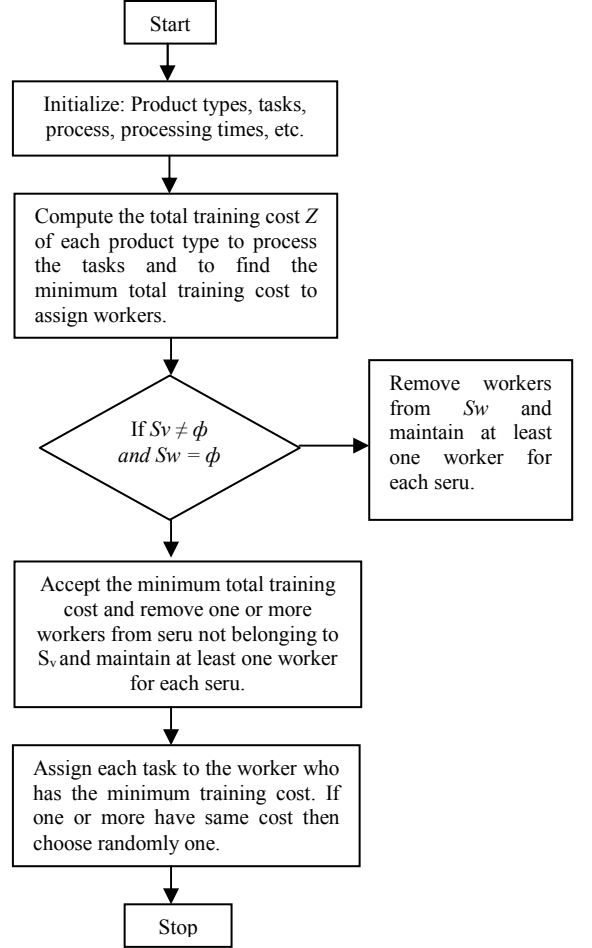 Start
Initialize: Product types, tasks,
process, processing times, etc.
Compute the total training cost Z
of each product type to process
the tasks and to find the
minimum total training cost to
assign workers.
If Sv ≠ ϕ
and Sw = ϕ
Remove workers
from Sw and
maintain at least
one worker for
each seru.
Accept the minimum total training
cost and remove one or more
workers from seru not belonging to
Sᵥ and maintain at least one worker
for each seru.
Assign each task to the worker who
has the minimum training cost. If
one or more have same cost then
choose randomly one.
Stop